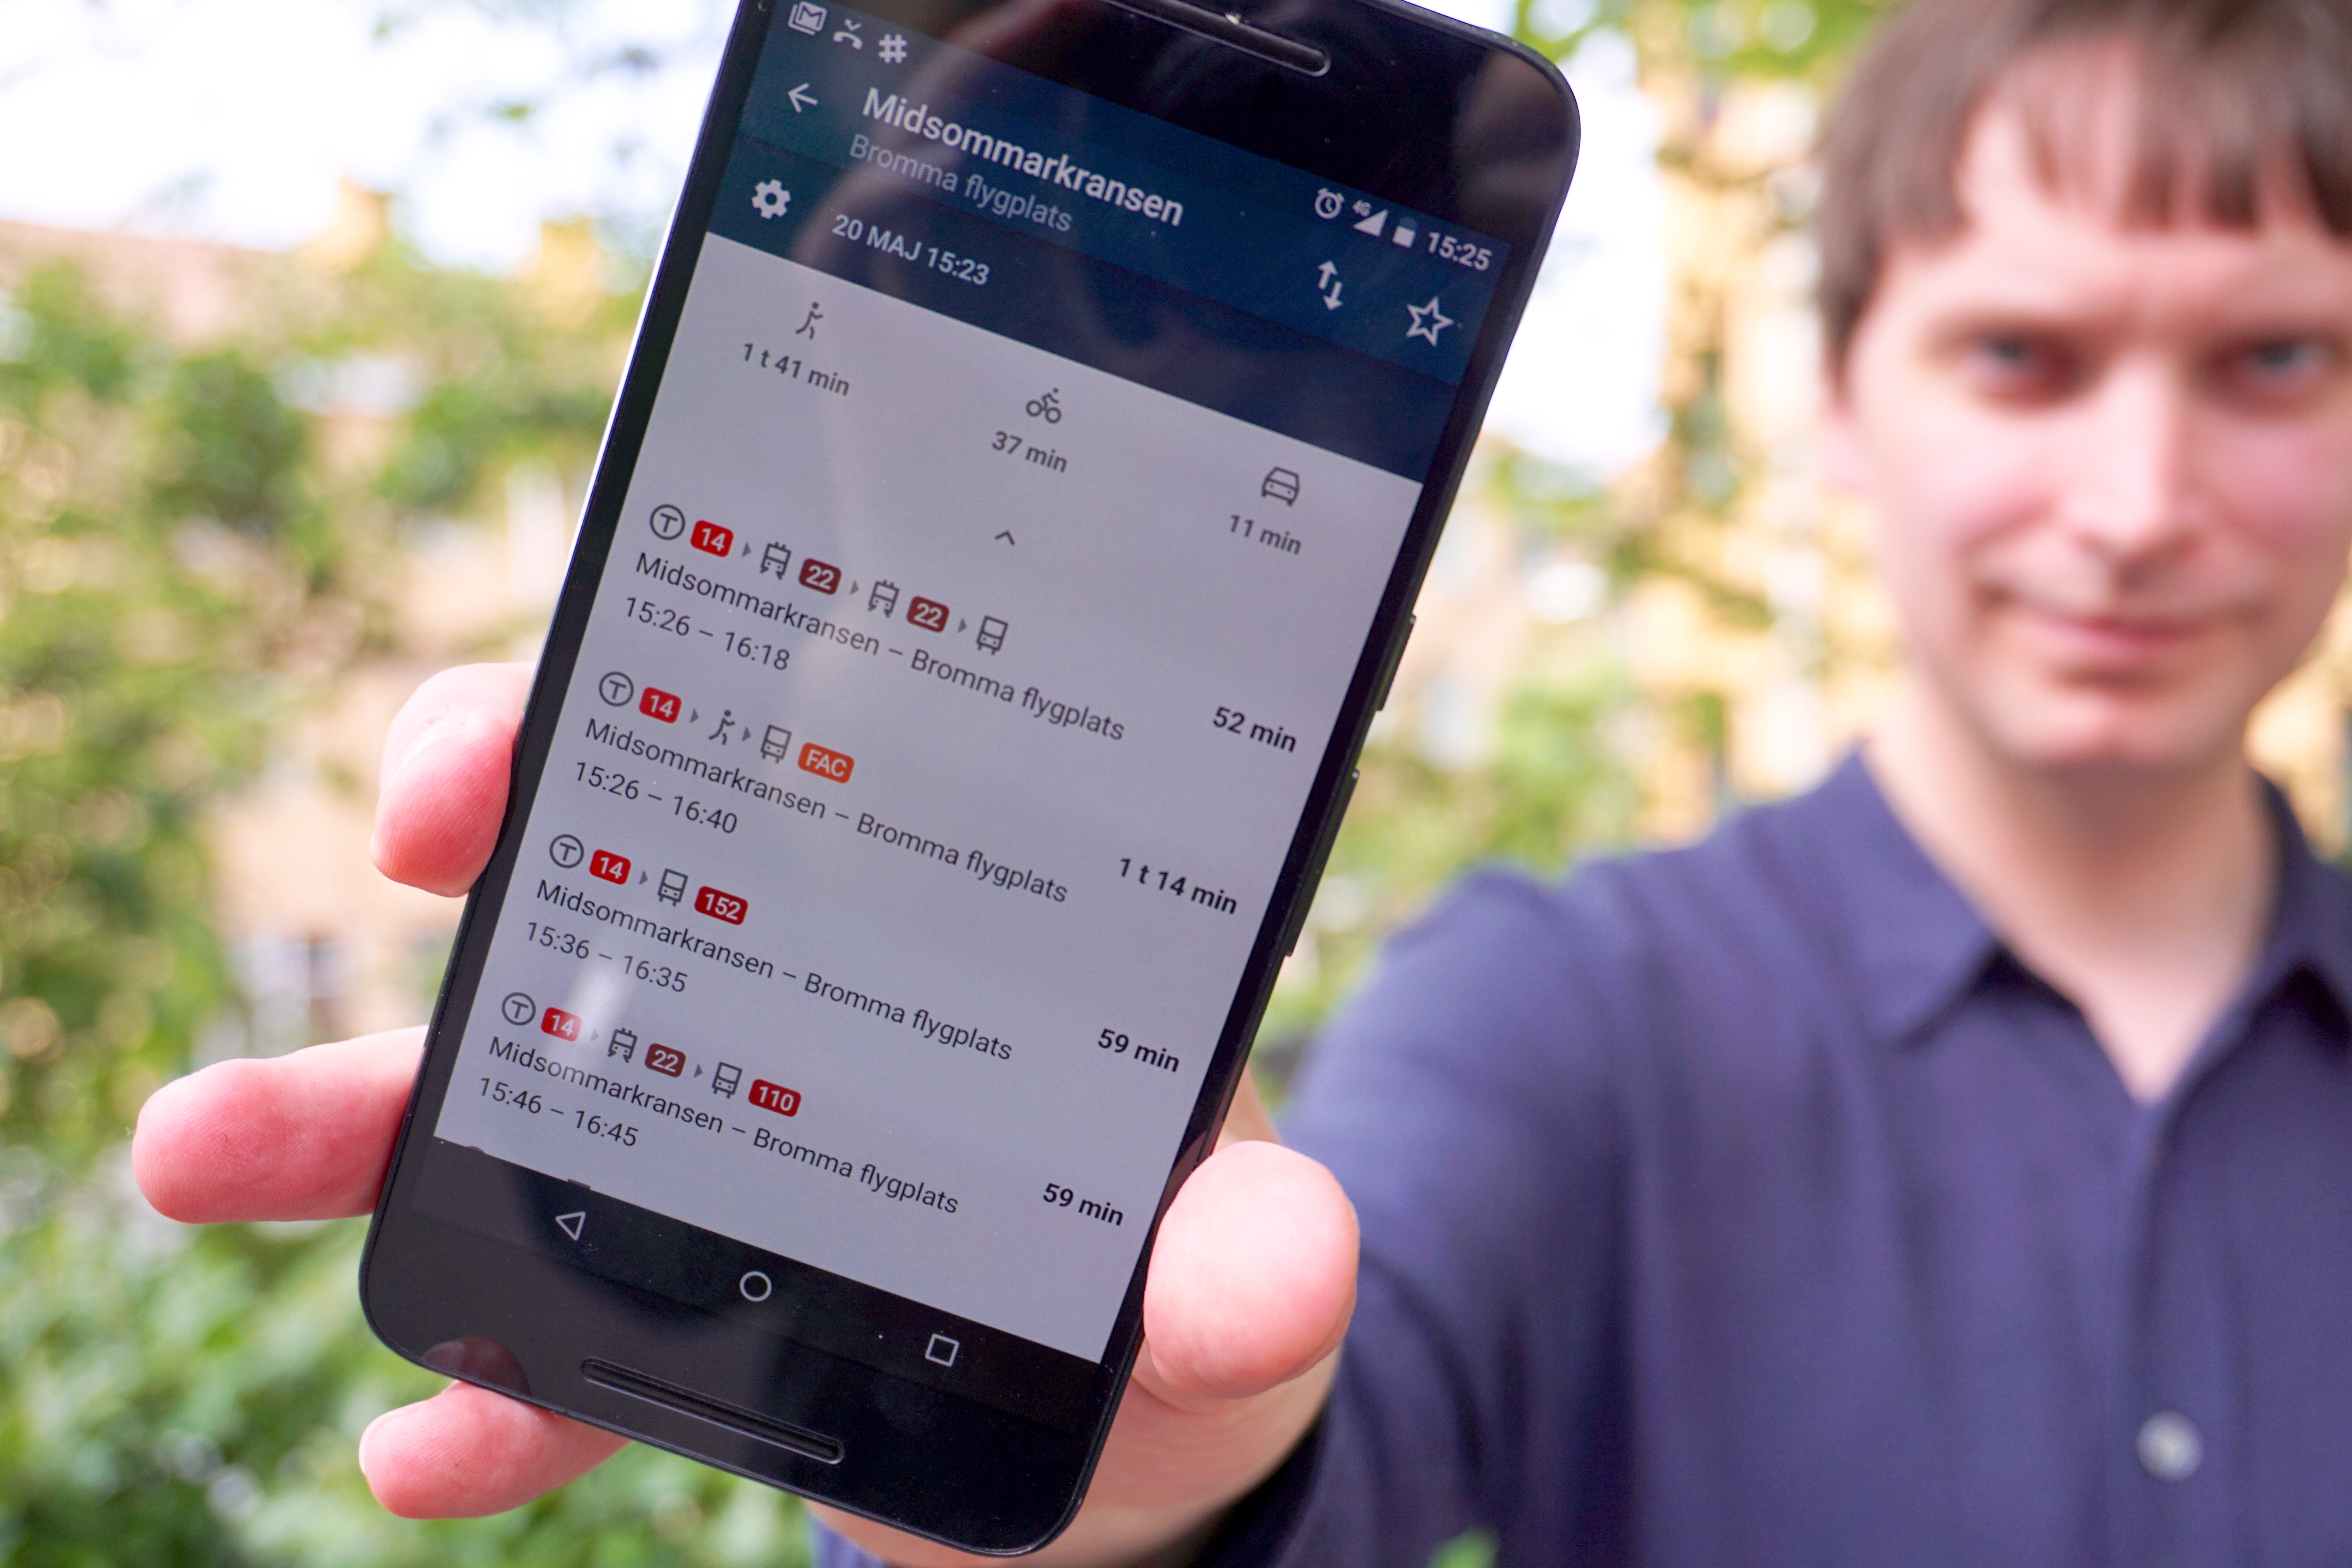 4G 15:25
Midsommarkransen
Bromma flygplats
20 MAJ 15:23
1 t 41 min
37 min
11 min
T 14 22 22
Midsommarkransen – Bromma flygplats
15:26 – 16:18
52 min
T 14 FAC
Midsommarkransen – Bromma flygplats
15:26 – 16:40
1 t 14 min
T 14 152
Midsommarkransen – Bromma flygplats
15:36 – 16:35
59 min
T 14 22 110
Midsommarkransen – Bromma flygplats
15:46 – 16:45
59 min